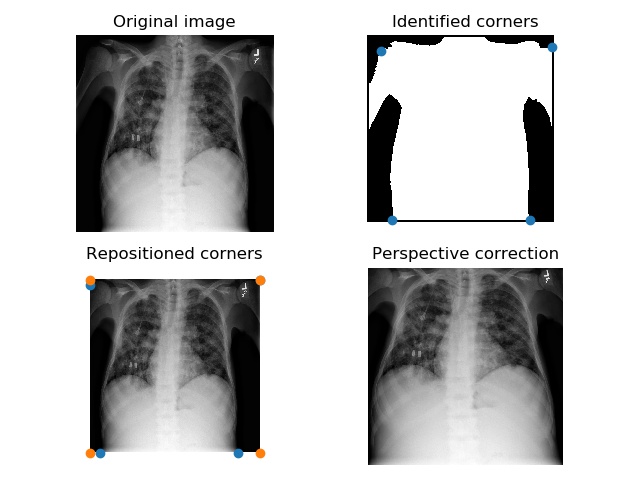 Original image
Identified corners
Repositioned corners
Perspective correction